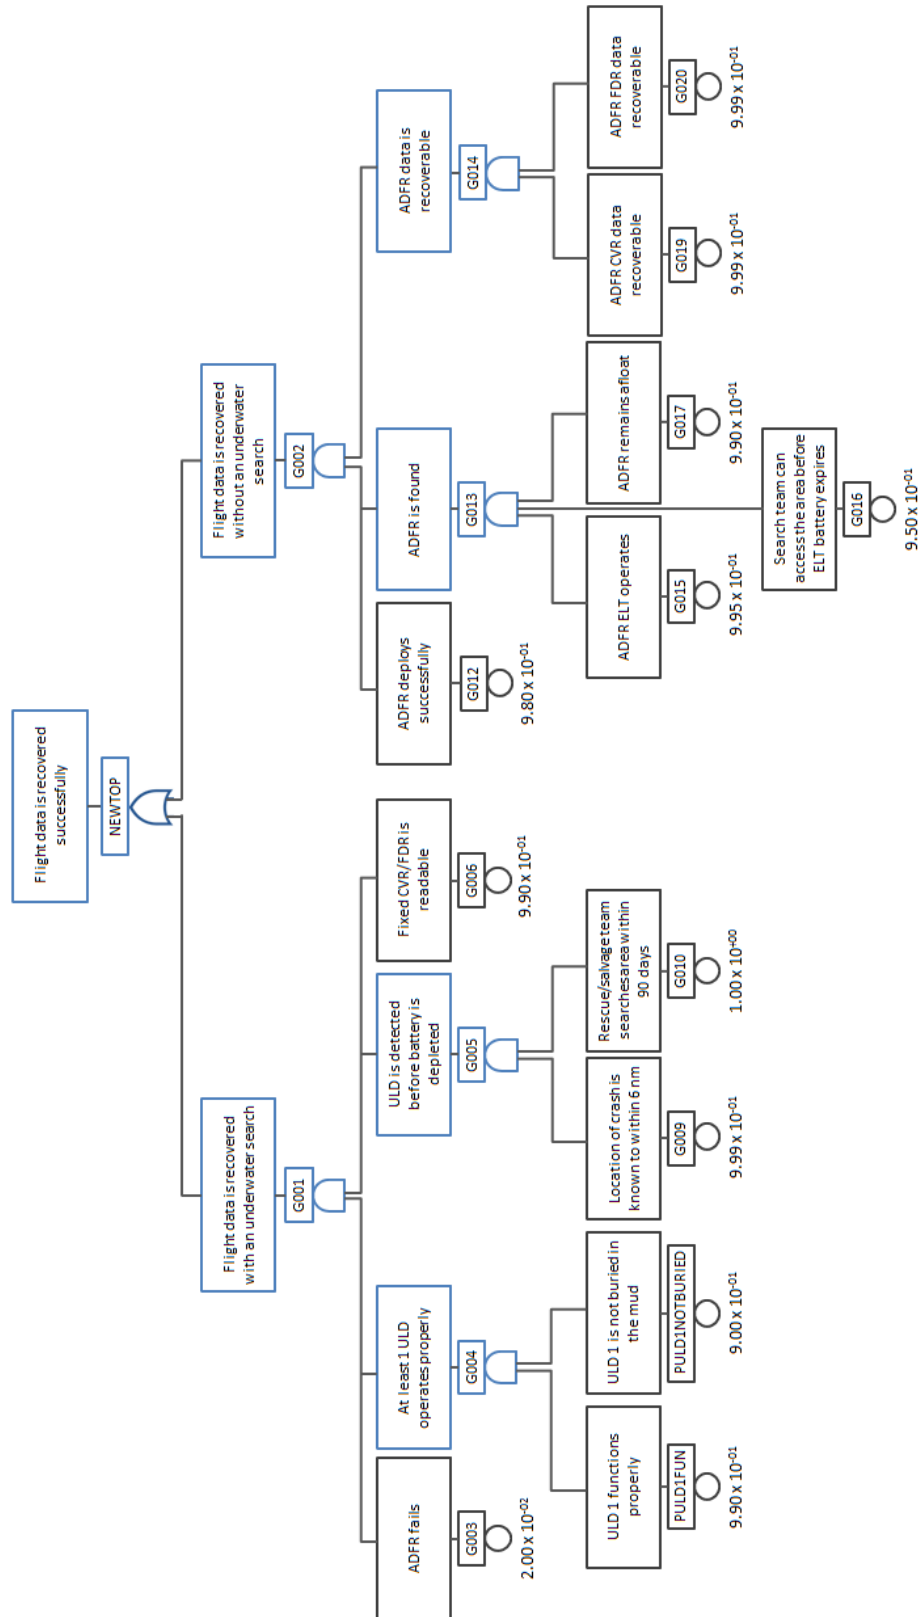 Flight data is recovered
successfully
NEWTOP
Flight data is recovered
with an underwater search
G001
Flight data is recovered
without an underwater
search
G002
ADFR fails
G003
2.00 x 10⁻⁰²
At least 1 ULD
operates properly
G004
ULD is detected
before battery is
depleted
G005
Fixed CVR/FDR is
readable
G006
9.90 x 10⁻⁰¹
ADFR deploys
successfully
G012
9.80 x 10⁻⁰¹
ADFR is found
G013
ADFR data is
recoverable
G014
ULD 1 functions
properly
PULD1FUN
9.90 x 10⁻⁰¹
ULD 1 is not buried in
the mud
PULD1NOTBURIED
9.00 x 10⁻⁰¹
Location of crash is
known to within 6 nm
G009
9.99 x 10⁻⁰¹
Rescue/salvage team
searches area within
90 days
G010
1.00 x 10⁺⁰⁰
ADFR ELT operates
G015
9.95 x 10⁻⁰¹
Search team can
access the area before
ELT battery expires
G016
9.50 x 10⁻⁰¹
ADFR remains afloat
G017
9.90 x 10⁻⁰¹
ADFR CVR data
recoverable
G019
9.99 x 10⁻⁰¹
ADFR FDR data
recoverable
G020
9.99 x 10⁻⁰¹